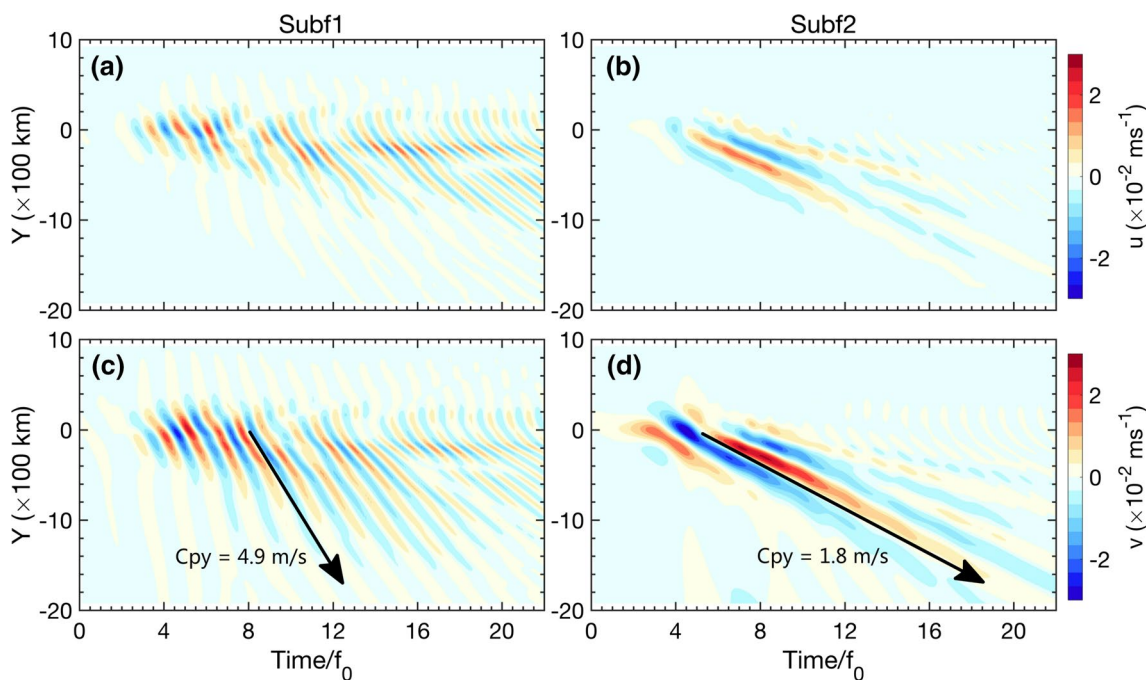 Subf1
Subf2
10
0
-10
-20
Y (×100 km)
(a)
10
0
-10
-20
(b)
2
0
-2
u (×10⁻² ms⁻¹)
10
0
-10
-20
Y (×100 km)
(c)
Cpy = 4.9 m/s
0 4 8 12 16 20
Time/f₀
10
0
-10
-20
(d)
Cpy = 1.8 m/s
0 4 8 12 16 20
Time/f₀
2
0
-2
v (×10⁻² ms⁻¹)